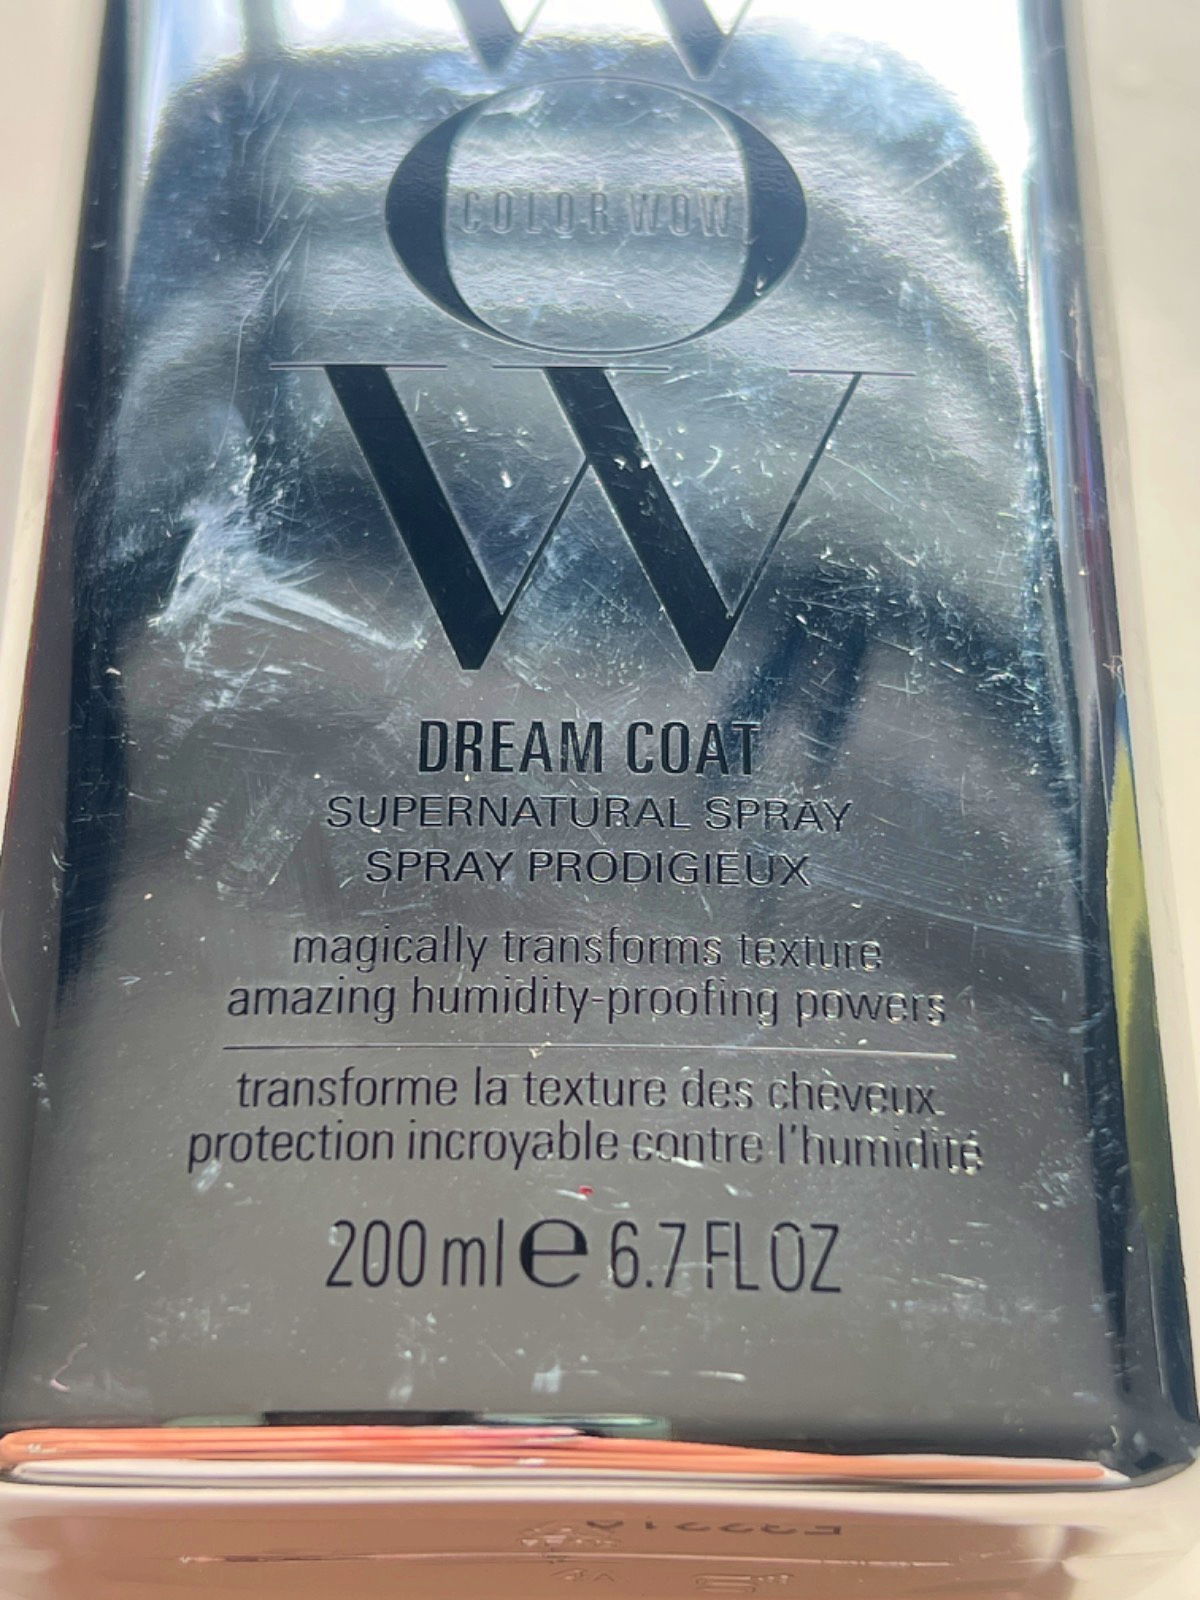 W
O
COLOR WOW
W
DREAM COAT
SUPERNATURAL SPRAY
SPRAY PRODIGIEUX
magically transforms texture
amazing humidity-proofing powers
transforme la texture des cheveux
protection incroyable contre l'humidité
200 ml e 6.7 FL OZ